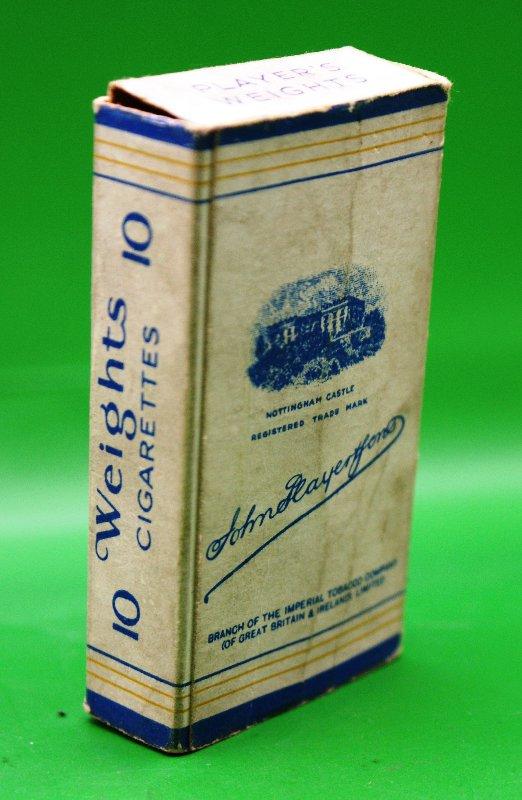 PLAYER'S
WEIGHTS
10 Weights 10
CIGARETTES
NOTTINGHAM CASTLE
REGISTERED TRADE MARK
John Player & Sons
BRANCH OF THE IMPERIAL TOBACCO COMPANY
(OF GREAT BRITAIN & IRELAND) LIMITED